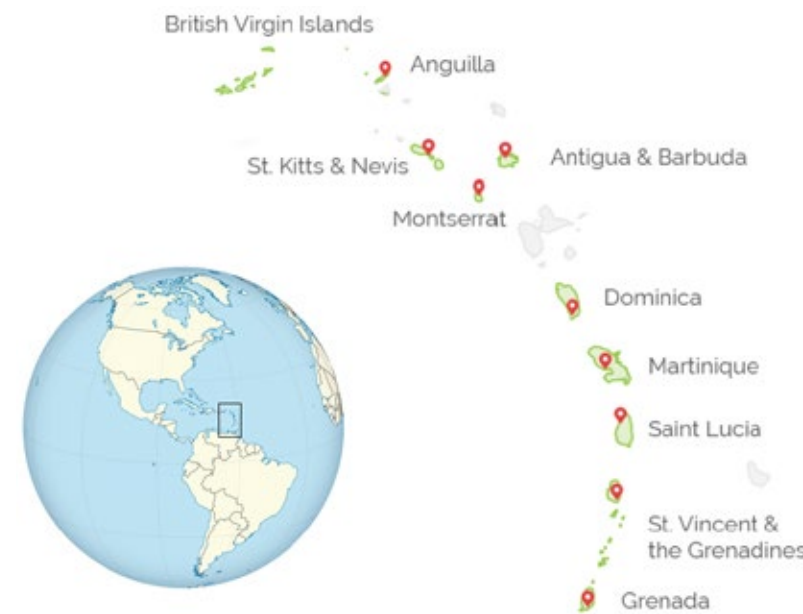 British Virgin Islands
Anguilla
St. Kitts & Nevis
Antigua & Barbuda
Montserrat
Dominica
Martinique
Saint Lucia
St. Vincent &
the Grenadines
Grenada